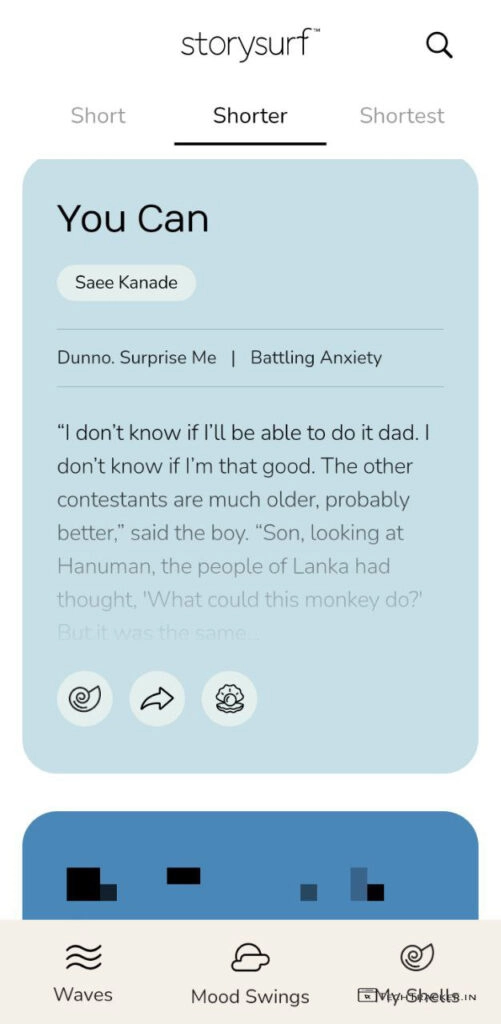 storysurf™
Short Shorter Shortest
You Can
Saee Kanade
Dunno. Surprise Me | Battling Anxiety
“I don’t know if I’ll be able to do it dad. I
don’t know if I’m that good. The other
contestants are much older, probably
better,” said the boy. “Son, looking at
Hanuman, the people of Lanka had
thought, 'What could this monkey do?'
But it was the same...
Waves Mood Swings My Shells
TECHTRACKER.IN